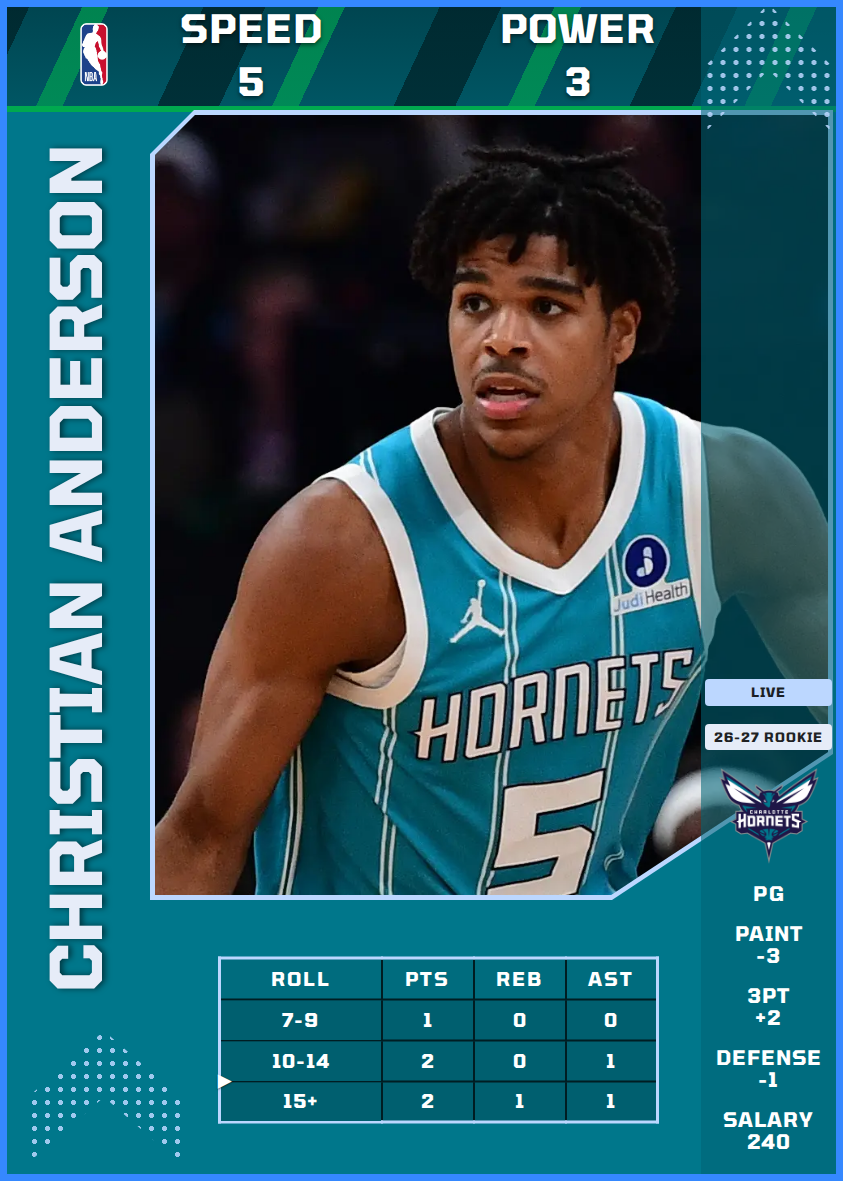 SPEED
5
POWER
3
NBA
CHRISTIAN ANDERSON
Judi Health
HORNETS
5
LIVE
26-27 ROOKIE
CHARLOTTE
HORNETS
PG
PAINT
-3
3PT
+2
DEFENSE
-1
SALARY
240
ROLL PTS REB AST
7-9 1 0 0
10-14 2 0 1
15+ 2 1 1